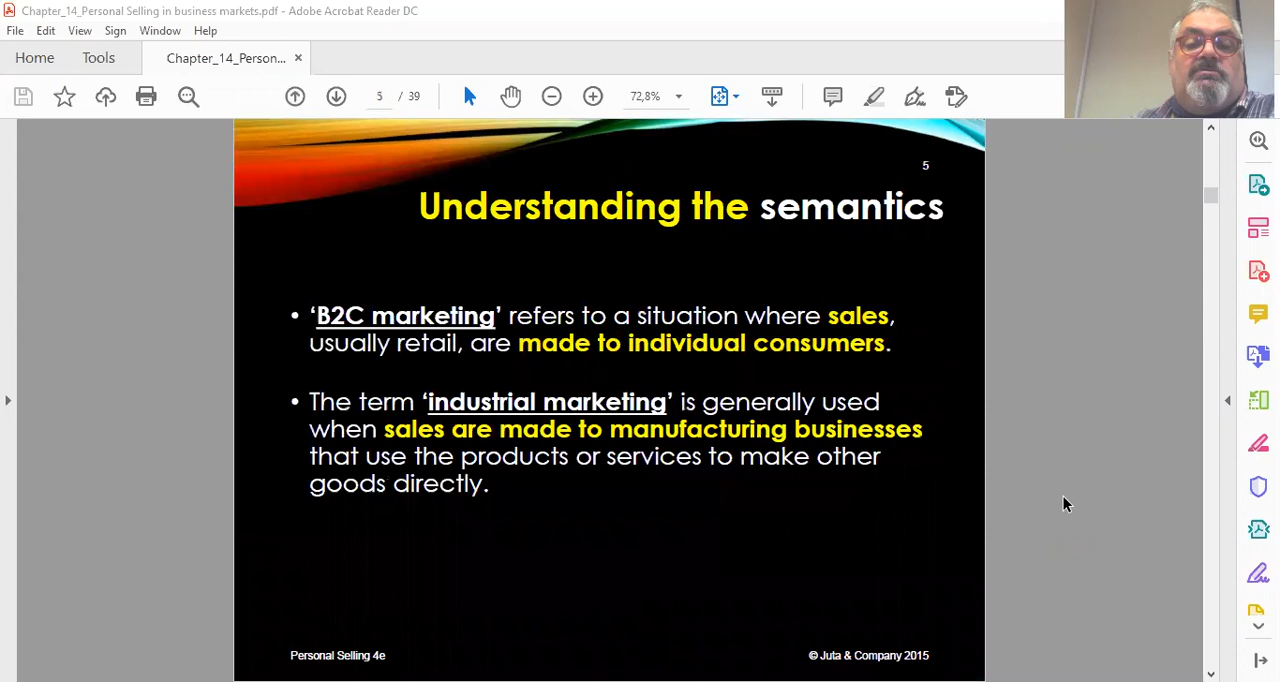 Chapter_14_Personal Selling in business markets.pdf - Adobe Acrobat Reader DC
File Edit View Sign Window Help
Home Tools Chapter_14_Person... ×
5 / 39 72,8%
5
Understanding the semantics
• ‘B2C marketing’ refers to a situation where sales,
usually retail, are made to individual consumers.
• The term ‘industrial marketing’ is generally used
when sales are made to manufacturing businesses
that use the products or services to make other
goods directly.
Personal Selling 4e © Juta & Company 2015